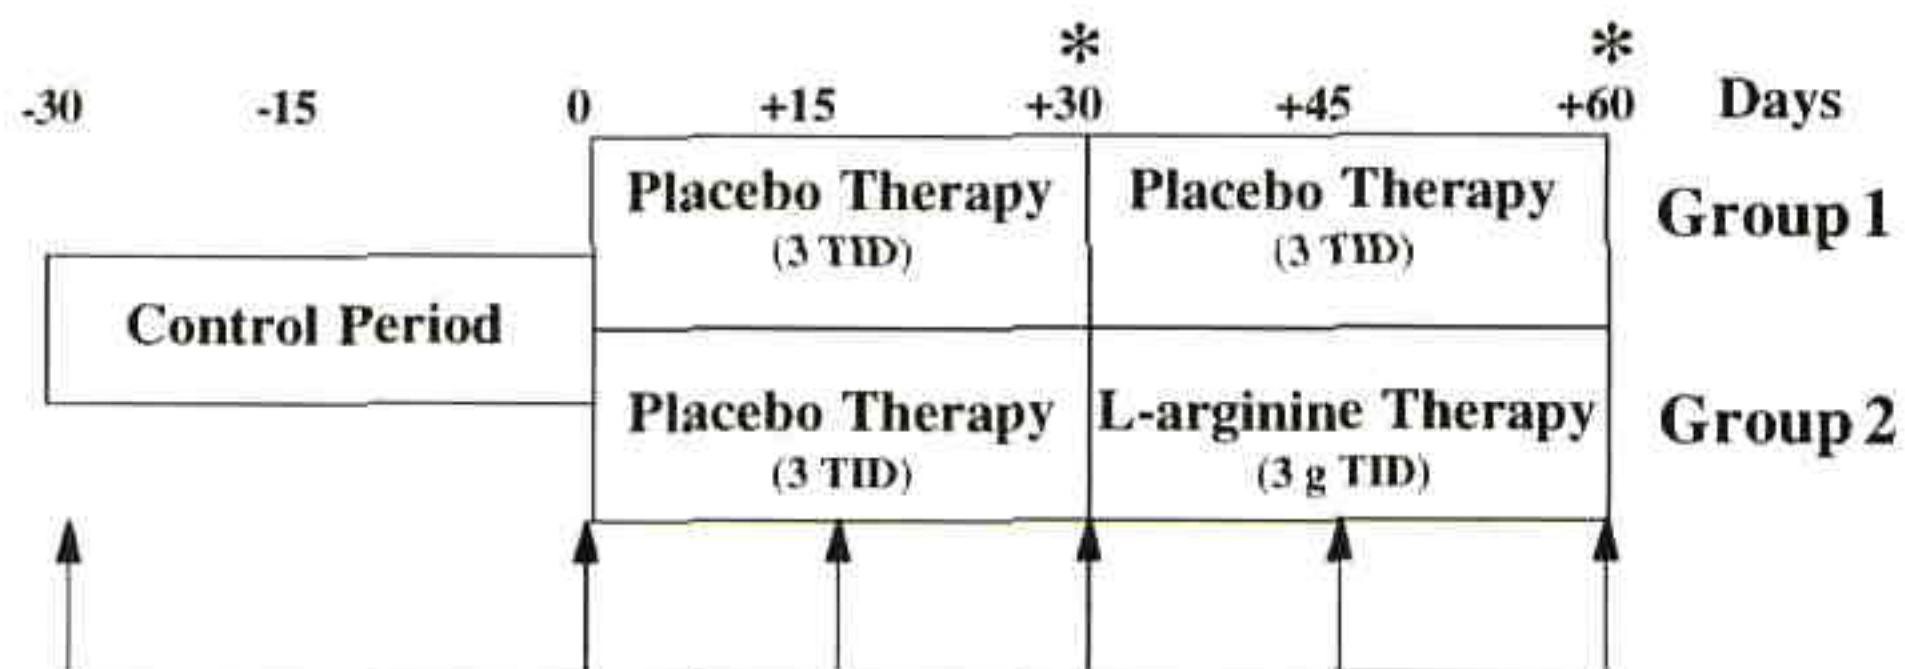 * *
-30 -15 0 +15 +30 +45 +60 Days
Placebo Therapy Placebo Therapy Group 1
(3 TID) (3 TID)
Control Period
Placebo Therapy L-arginine Therapy Group 2
(3 TID) (3 g TID)